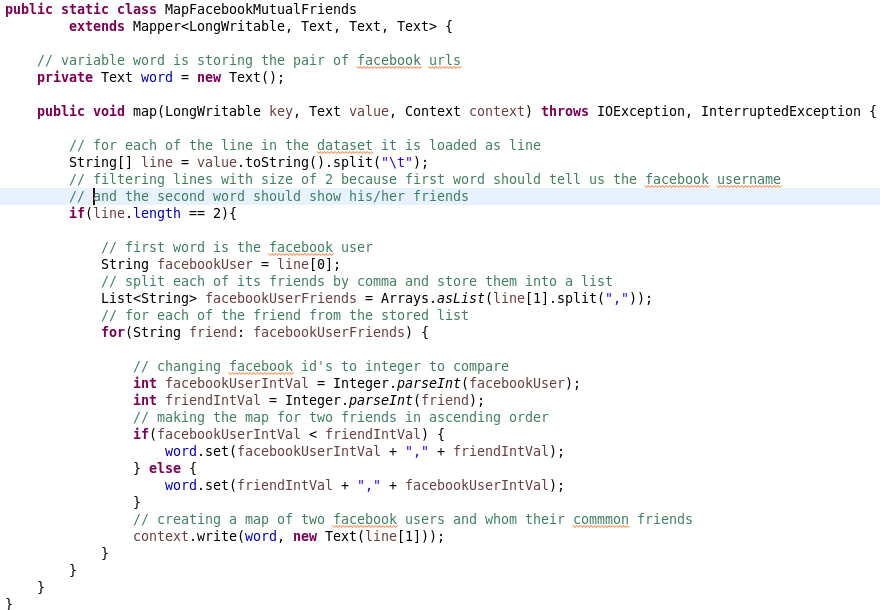 public static class MapFacebookMutualFriends
        extends Mapper<LongWritable, Text, Text, Text> {

    // variable word is storing the pair of facebook urls
    private Text word = new Text();

    public void map(LongWritable key, Text value, Context context) throws IOException, InterruptedException {

        // for each of the line in the dataset it is loaded as line
        String[] line = value.toString().split("\t");
        // filtering lines with size of 2 because first word should tell us the facebook username
        // and the second word should show his/her friends
        if(line.length == 2){

            // first word is the facebook user
            String facebookUser = line[0];
            // split each of its friends by comma and store them into a list
            List<String> facebookUserFriends = Arrays.asList(line[1].split(","));
            // for each of the friend from the stored list
            for(String friend: facebookUserFriends) {

                // changing facebook id's to integer to compare
                int facebookUserIntVal = Integer.parseInt(facebookUser);
                int friendIntVal = Integer.parseInt(friend);
                // making the map for two friends in ascending order
                if(facebookUserIntVal < friendIntVal) {
                    word.set(facebookUserIntVal + "," + friendIntVal);
                } else {
                    word.set(friendIntVal + "," + facebookUserIntVal);
                }
                // creating a map of two facebook users and whom their commmon friends
                context.write(word, new Text(line[1]));
            }
        }
    }
}